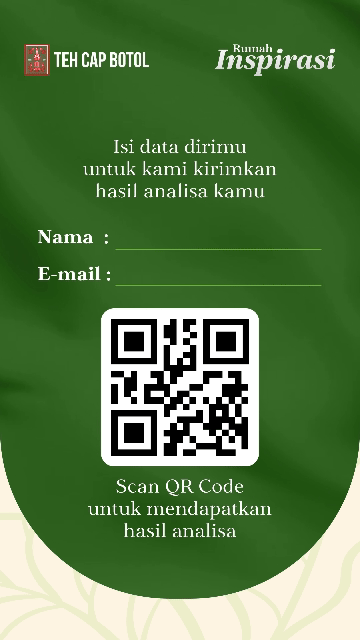 TEH CAP BOTOL
Rumah
Inspirasi
Isi data dirimu
untuk kami kirimkan
hasil analisa kamu
Nama :
E-mail :
Scan QR Code
untuk mendapatkan
hasil analisa